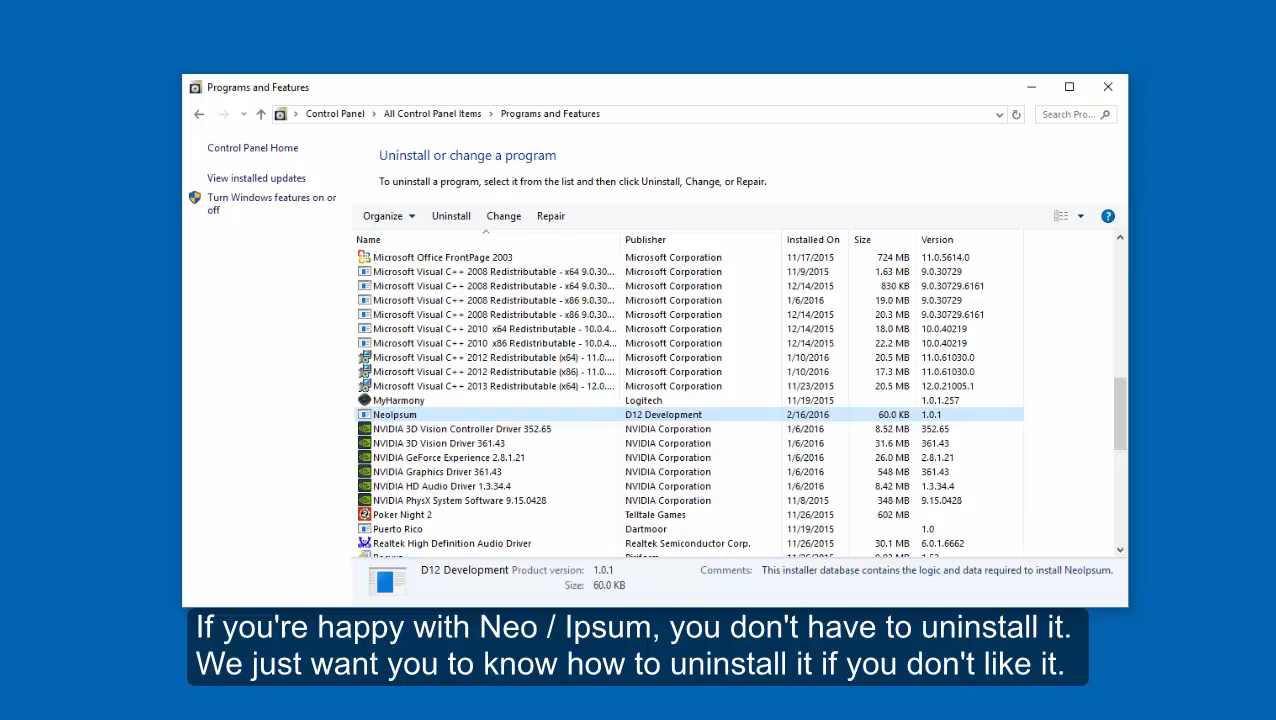 Programs and Features
Control Panel > All Control Panel Items > Programs and Features
Search Pro...
Control Panel Home
View installed updates
Turn Windows features on or
off
Uninstall or change a program
To uninstall a program, select it from the list and then click Uninstall, Change, or Repair.
Organize Uninstall Change Repair
Name Publisher Installed On Size Version
Microsoft Office FrontPage 2003 Microsoft Corporation 11/17/2015 724 MB 11.0.5614.0
Microsoft Visual C++ 2008 Redistributable - x64 9.0.30... Microsoft Corporation 11/9/2015 1.63 MB 9.0.30729
Microsoft Visual C++ 2008 Redistributable - x64 9.0.30... Microsoft Corporation 12/14/2015 830 KB 9.0.30729.6161
Microsoft Visual C++ 2008 Redistributable - x86 9.0.30... Microsoft Corporation 1/6/2016 19.0 MB 9.0.30729
Microsoft Visual C++ 2008 Redistributable - x86 9.0.30... Microsoft Corporation 12/14/2015 20.3 MB 9.0.30729.6161
Microsoft Visual C++ 2010 x64 Redistributable - 10.0.4... Microsoft Corporation 12/14/2015 18.0 MB 10.0.40219
Microsoft Visual C++ 2010 x86 Redistributable - 10.0.4... Microsoft Corporation 12/14/2015 22.2 MB 10.0.40219
Microsoft Visual C++ 2012 Redistributable (x64) - 11.0.... Microsoft Corporation 1/10/2016 20.5 MB 11.0.61030.0
Microsoft Visual C++ 2012 Redistributable (x86) - 11.0.... Microsoft Corporation 1/10/2016 17.3 MB 11.0.61030.0
Microsoft Visual C++ 2013 Redistributable (x64) - 12.0.... Microsoft Corporation 11/23/2015 20.5 MB 12.0.21005.1
MyHarmony Logitech 11/19/2015 1.0.1.257
NeoIpsum D12 Development 2/16/2016 60.0 KB 1.0.1
NVIDIA 3D Vision Controller Driver 352.65 NVIDIA Corporation 1/6/2016 8.52 MB 352.65
NVIDIA 3D Vision Driver 361.43 NVIDIA Corporation 1/6/2016 31.6 MB 361.43
NVIDIA GeForce Experience 2.8.1.21 NVIDIA Corporation 1/6/2016 26.0 MB 2.8.1.21
NVIDIA Graphics Driver 361.43 NVIDIA Corporation 1/6/2016 548 MB 361.43
NVIDIA HD Audio Driver 1.3.34.4 NVIDIA Corporation 1/6/2016 8.42 MB 1.3.34.4
NVIDIA PhysX System Software 9.15.0428 NVIDIA Corporation 11/8/2015 348 MB 9.15.0428
Poker Night 2 Telltale Games 11/26/2015 602 MB
Puerto Rico Dartmoor 11/19/2015 1.0
Realtek High Definition Audio Driver Realtek Semiconductor Corp. 11/26/2015 30.1 MB 6.0.1.6662
D12 Development Product version: 1.0.1 Comments: This installer database contains the logic and data required to install NeoIpsum.
Size: 60.0 KB
If you're happy with Neo / Ipsum, you don't have to uninstall it.
We just want you to know how to uninstall it if you don't like it.